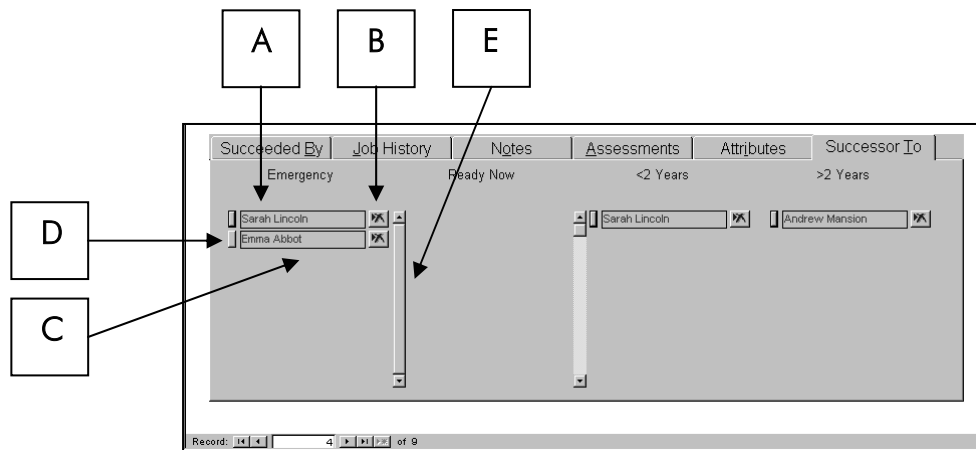 A B E
Succeeded By Job History Notes Assessments Attributes Successor To
Emergency Ready Now <2 Years >2 Years
Sarah Lincoln Sarah Lincoln Andrew Mansion
Emma Abbot
D
C
Record: 4 of 9